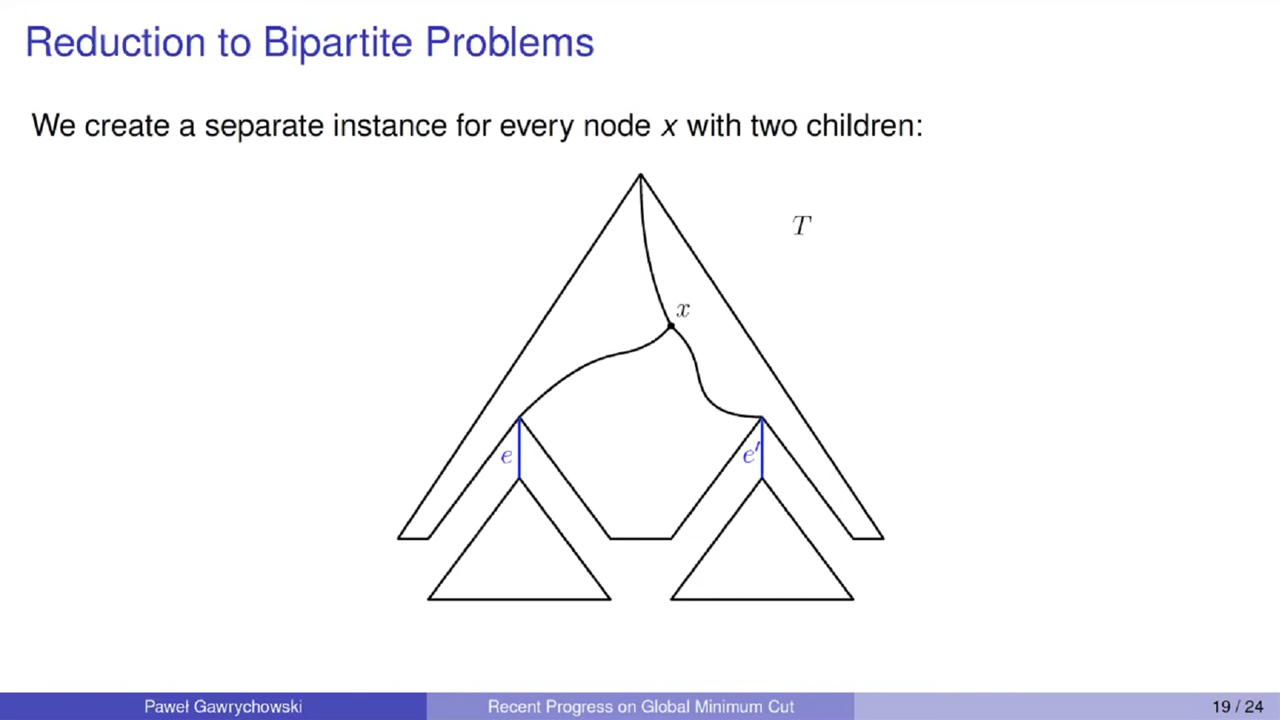 Reduction to Bipartite Problems
We create a separate instance for every node x with two children:
T
x
e
e′
Paweł Gawrychowski
Recent Progress on Global Minimum Cut
19 / 24